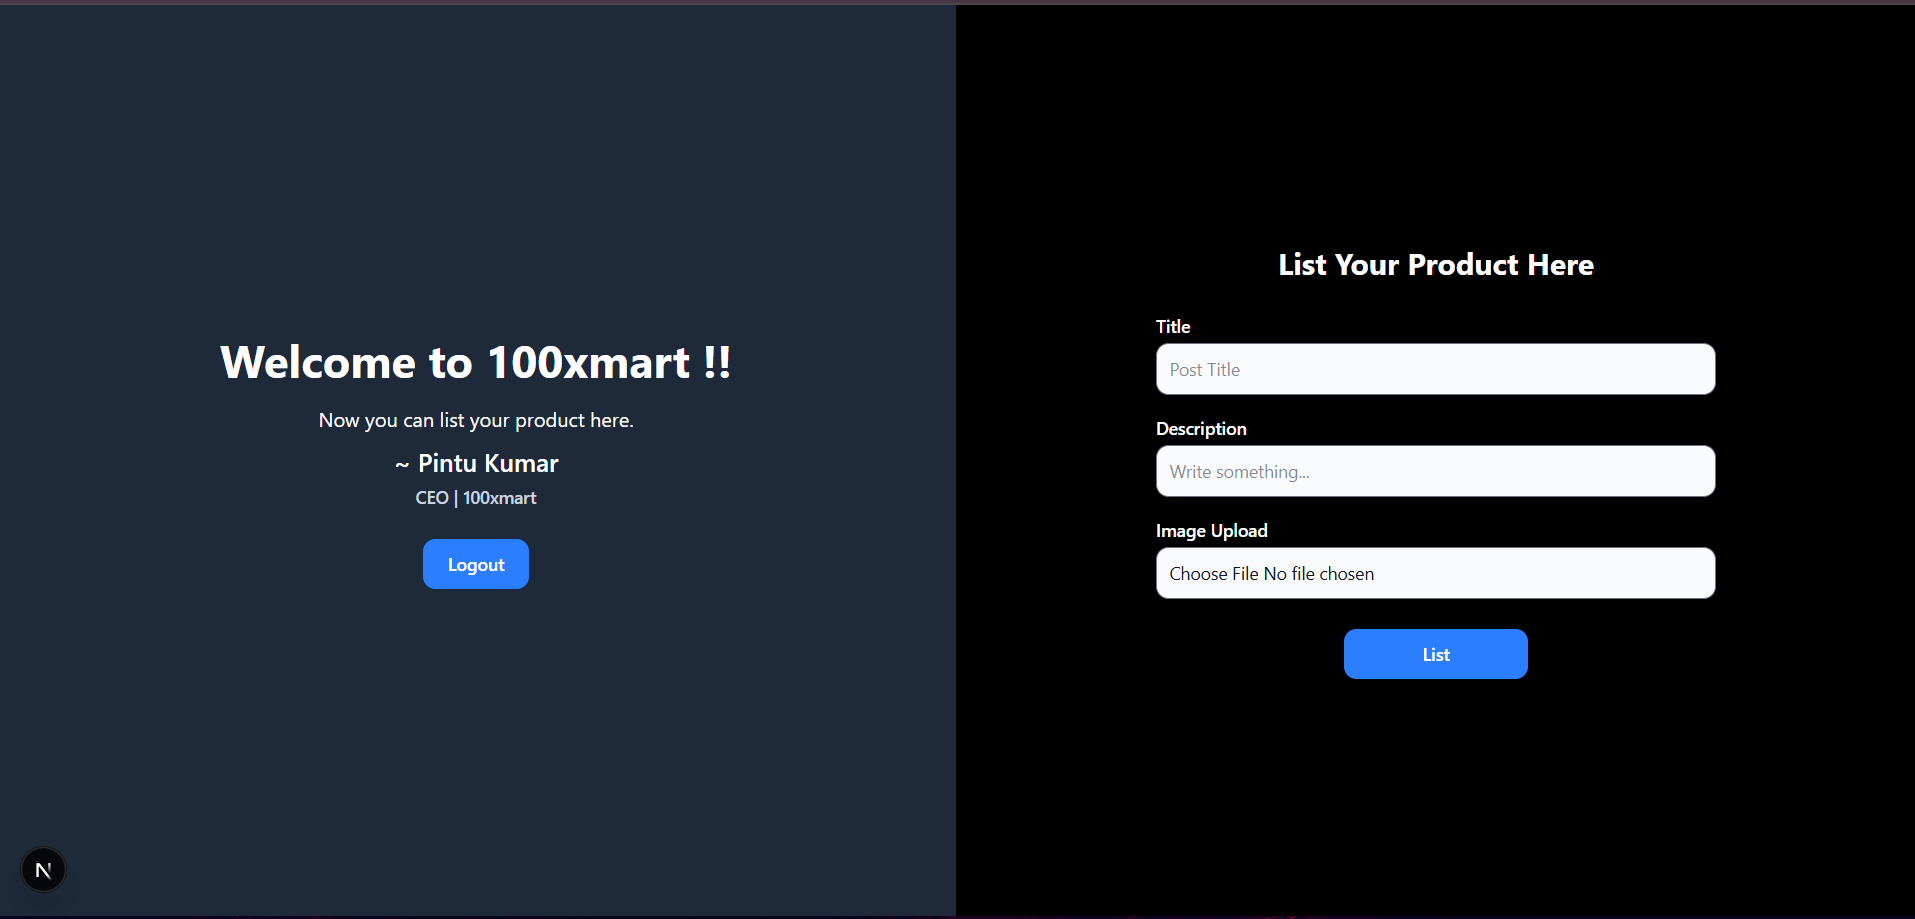 Welcome to 100xmart !!
Now you can list your product here.
~ Pintu Kumar
CEO | 100xmart
Logout
N
List Your Product Here
Title
Post Title
Description
Write something...
Image Upload
Choose File No file chosen
List